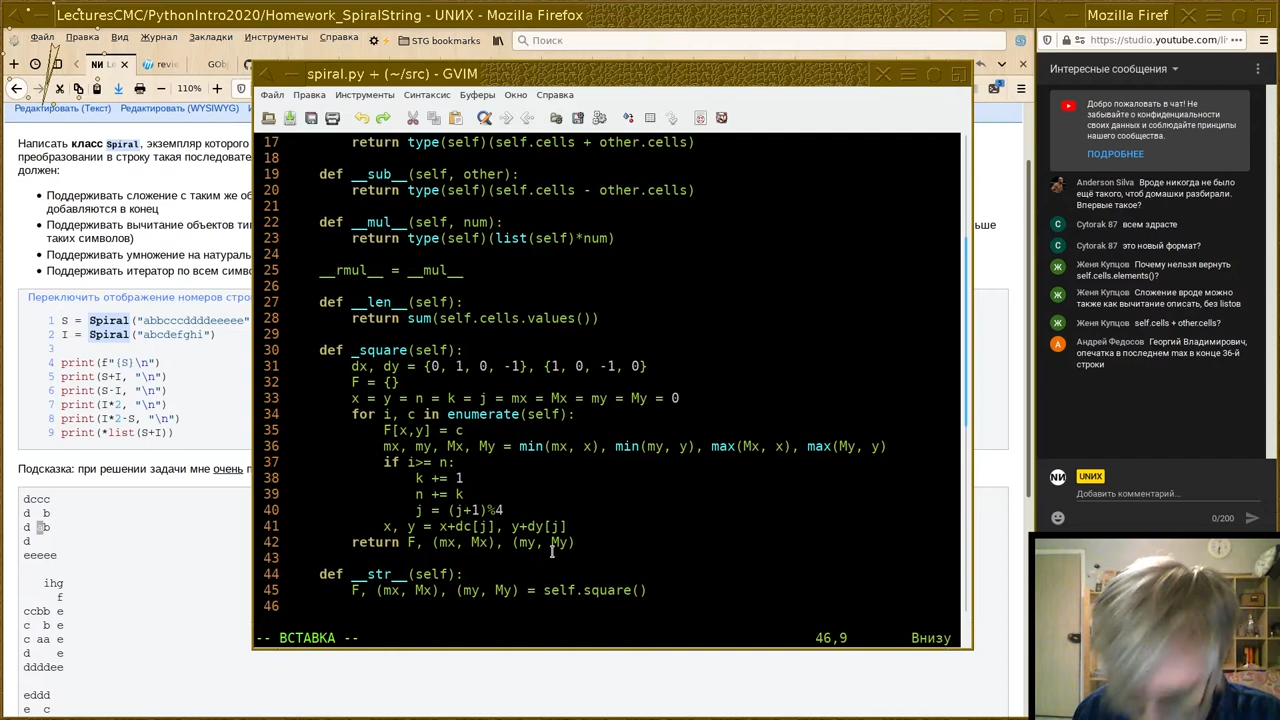 LecturesCMC/PythonIntro2020/Homework_SpiralString - UNИX - Mozilla Firefox
Mozilla Firef
Файл Правка Вид Журнал Закладки Инструменты Справка
STG bookmarks
Поиск
https://studio.youtube.com/li
110%
Редактировать (Текст) Редактировать (WYSIWYG)
Написать класс Spiral, экземпляр которого
преобразовании в строку такая последовате
должен:
Поддерживать сложение с таким же об
добавляются в конец
Поддерживать вычитание объектов ти
ьше
таких символов)
Поддерживать умножение на натураль
Поддерживать итератор по всем симво
Переключить отображение номеров стро
1 S = Spiral("abbcccddddeeeee"
2 I = Spiral("abcdefghi")
3
4 print(f"{S}\n")
5 print(S+I, "\n")
6 print(S-I, "\n")
7 print(I*2, "\n")
8 print(I*2-S, "\n")
9 print(*list(S+I))
Подсказка: при решении задачи мне очень п
dccc
d  b
d ab
d
eeeee
ihg
f
ccbb e
c  b e
c aa e
d    e
ddddee
eddd
e  c
spiral.py + (~/src) - GVIM
Файл Правка Инструменты Синтаксис Буферы Окно Справка
17         return type(self)(self.cells + other.cells)
18
19     def __sub__(self, other):
20         return type(self)(self.cells - other.cells)
21
22     def __mul__(self, num):
23         return type(self)(list(self)*num)
24
25     __rmul__ = __mul__
26
27     def __len__(self):
28         return sum(self.cells.values())
29
30     def _square(self):
31         dx, dy = {0, 1, 0, -1}, {1, 0, -1, 0}
32         F = {}
33         x = y = n = k = j = mx = Mx = my = My = 0
34         for i, c in enumerate(self):
35             F[x,y] = c
36             mx, my, Mx, My = min(mx, x), min(my, y), max(Mx, x), max(My, y)
37             if i>= n:
38                 k += 1
39                 n += k
40                 j = (j+1)%4
41             x, y = x+dc[j], y+dy[j]
42         return F, (mx, Mx), (my, My)
43
44     def __str__(self):
45         F, (mx, Mx), (my, My) = self.square()
46
-- ВСТАВКА --
46,9
Внизу
Интересные сообщения
Добро пожаловать в чат! Не
забывайте о конфиденциальности
своих данных и соблюдайте принципы
нашего сообщества.
ПОДРОБНЕЕ
Anderson Silva Вроде никогда не было
ещё такого, чтоб домашки разбирали.
Впервые такое?
Cytorak 87 всем здрасте
Cytorak 87 это новый формат?
Женя Купцов Почему нельзя вернуть
self.cells.elements()?
Женя Купцов Сложение вроде можно
также как вычитание описать, без listов
Женя Купцов self.cells + other.cells?
Андрей Федосов Георгий Владимирович,
опечатка в последнем max в конце 36-й
строки
UNИX
Добавить комментарий...
0/200